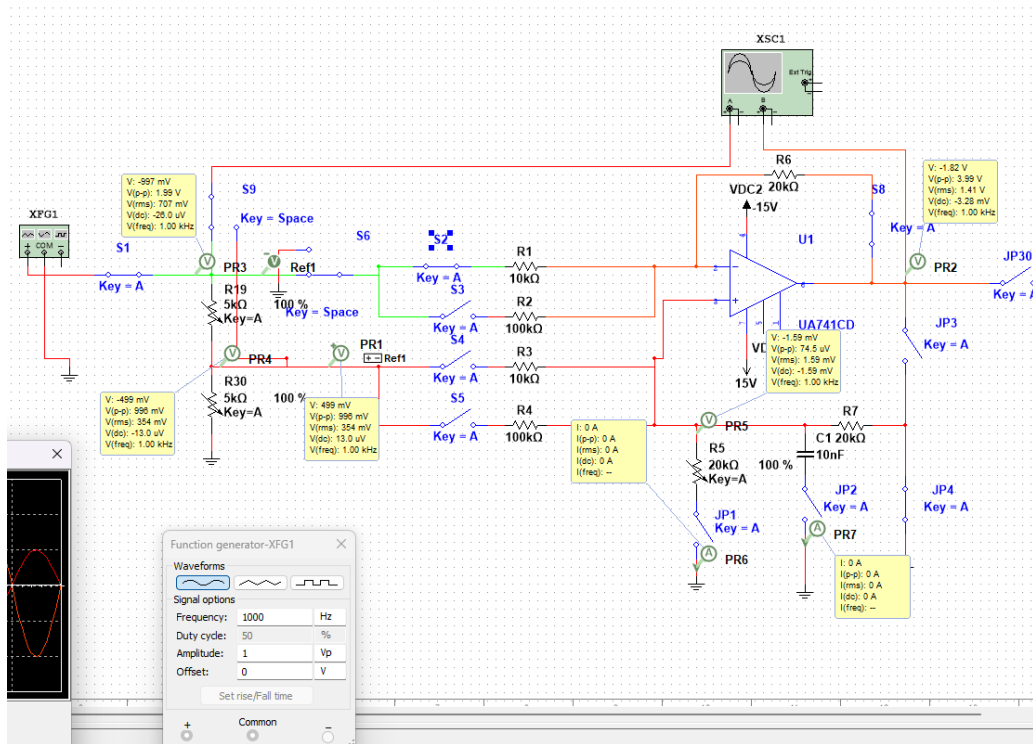 XSC1
Ext Trig
A
B
V: -997 mV
V(p-p): 1.99 V
V(rms): 707 mV
V(dc): -26.0 uV
V(freq): 1.00 kHz
S9
Key = Space
XFG1
COM
S1
Key = A
PR3
Ref1
S6
Key = Space
R19
5kΩ
Key=A
100 %
S2
Key = A
R1
10kΩ
S3
Key = A
R2
100kΩ
S4
Key = A
R3
10kΩ
S5
Key = A
R4
100kΩ
R6
20kΩ
VDC2
-15V
S8
Key = A
U1
UA741CD
15V
V: -1.82 V
V(p-p): 3.99 V
V(rms): 1.41 V
V(dc): -3.28 mV
V(freq): 1.00 kHz
PR2
JP30
Key = A
JP3
Key = A
PR4
PR1
Ref1
R30
5kΩ
Key=A
100 %
V: -499 mV
V(p-p): 996 mV
V(rms): 354 mV
V(dc): -13.0 uV
V(freq): 1.00 kHz
V: 499 mV
V(p-p): 996 mV
V(rms): 354 mV
V(dc): 13.0 uV
V(freq): 1.00 kHz
V: -1.59 mV
V(p-p): 74.5 uV
V(rms): 1.59 mV
V(dc): -1.59 mV
V(freq): 1.00 kHz
PR5
I: 0 A
I(p-p): 0 A
I(rms): 0 A
I(dc): 0 A
I(freq): --
R5
20kΩ
Key=A
100 %
C1
10nF
R7
20kΩ
JP1
Key = A
PR6
JP2
Key = A
PR7
JP4
Key = A
I: 0 A
I(p-p): 0 A
I(rms): 0 A
I(dc): 0 A
I(freq): --
Function generator-XFG1
Waveforms
Signal options
Frequency: 1000 Hz
Duty cycle: 50 %
Amplitude: 1 Vp
Offset: 0 V
Set rise/Fall time
+ Common −